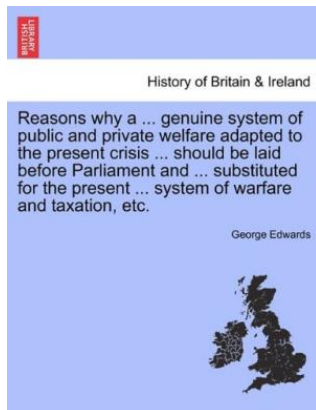 BRITISH
LIBRARY
History of Britain & Ireland
Reasons why a ... genuine system of
public and private welfare adapted to
the present crisis ... should be laid
before Parliament and ... substituted
for the present ... system of warfare
and taxation, etc.
George Edwards